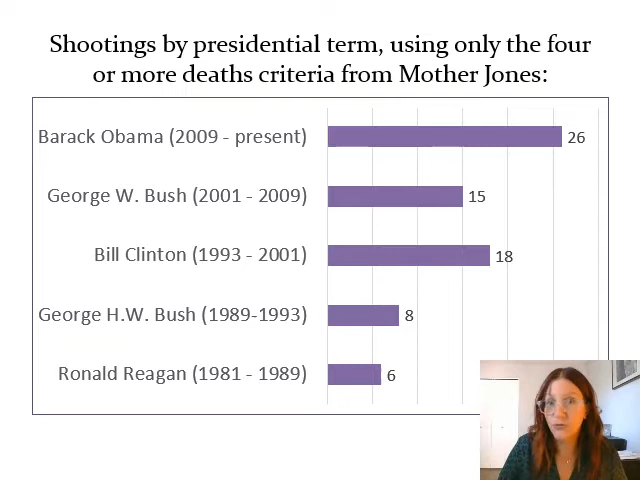 Shootings by presidential term, using only the four
or more deaths criteria from Mother Jones:
Barack Obama (2009 - present) 26
George W. Bush (2001 - 2009) 15
Bill Clinton (1993 - 2001) 18
George H.W. Bush (1989-1993) 8
Ronald Reagan (1981 - 1989) 6